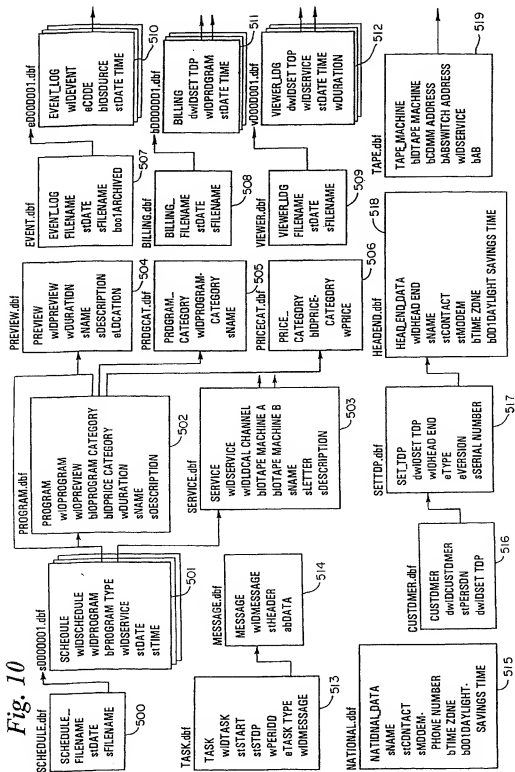 Fig. 10
SCHEDULE.dbf
SCHEDULE_
FILENAME
stDATE
sFILENAME
500
s0000001.dbf
SCHEDULE
wIDSCHEDULE
wIDPROGRAM
bPROGRAM TYPE
wIDSERVICE
stDATE
stTIME
501
PROGRAM.dbf
PROGRAM
wIDPROGRAM
wIDPREVIEW
bIDPROGRAM CATEGORY
bIDPRICE CATEGORY
wDURATION
sNAME
sDESCRIPTION
502
SERVICE.dbf
SERVICE
wIDSERVICE
wIDLOCAL CHANNEL
bIDTAPE MACHINE A
bIDTAPE MACHINE B
sNAME
sLETTER
sDESCRIPTION
503
PREVIEW.dbf
PREVIEW
wIDPREVIEW
wDURATION
sNAME
sDESCRIPTION
eLOCATION
504
PROGCAT.dbf
PROGRAM_
CATEGORY
wIDPROGRAM-
CATEGORY
sNAME
505
PRICECAT.dbf
PRICE_
CATEGORY
bIDPRICE-
CATEGORY
wPRICE
506
EVENT.dbf
EVENT_LOG
FILENAME
stDATE
sFILENAME
boo1ARCHIVED
507
BILLING.dbf
BILLING_
FILENAME
stDATE
sFILENAME
508
VIEWER.dbf
VIEWER_LOG
FILENAME
stDATE
sFILENAME
509
e0000001.dbf
EVENT_LOG
wIDEVENT
eCODE
bIDSOURCE
stDATE TIME
510
b0000001.dbf
BILLING
dwIDSET TOP
wIDPROGRAM
stDATE TIME
511
v0000001.dbf
VIEWER_LOG
dwIDSET TOP
wIDSERVICE
stDATE TIME
wDURATION
512
TASK.dbf
TASK
wIDTASK
stSTART
stSTOP
wPERIOD
eTASK TYPE
wIDMESSAGE
513
MESSAGE.dbf
MESSAGE
wIDMESSAGE
stHEADER
abDATA
514
NATIONAL.dbf
NATIONAL_DATA
sNAME
stCONTACT
sMODEM-
PHONE NUMBER
bTIME ZONE
bOO1DAYLIGHT-
SAVINGS TIME
515
CUSTOMER.dbf
CUSTOMER
dwIDCUSTOMER
stPERSON
dwIDSET TOP
516
SETTOP.dbf
SET_TOP
dwIDSET TOP
wIDHEAD END
eTYPE
eVERSION
sSERIAL NUMBER
517
HEADEND.dbf
HEAD_END_DATA
wIDHEAD END
sNAME
stCONTACT
stMODEM
bTIME ZONE
bOO1DAYLIGHT SAVINGS TIME
518
TAPE.dbf
TAPE_MACHINE
bIDTAPE MACHINE
bCOMM ADDRESS
bABSWITCH ADDRESS
wIDSERVICE
bAB
519